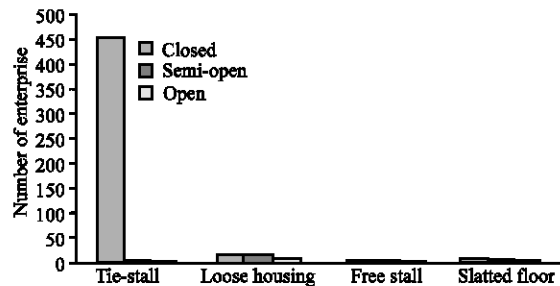 Number of enterprise
500
450
400
350
300
250
200
150
100
50
0
Closed
Semi-open
Open
Tie-stall Loose housing Free stall Slatted floor